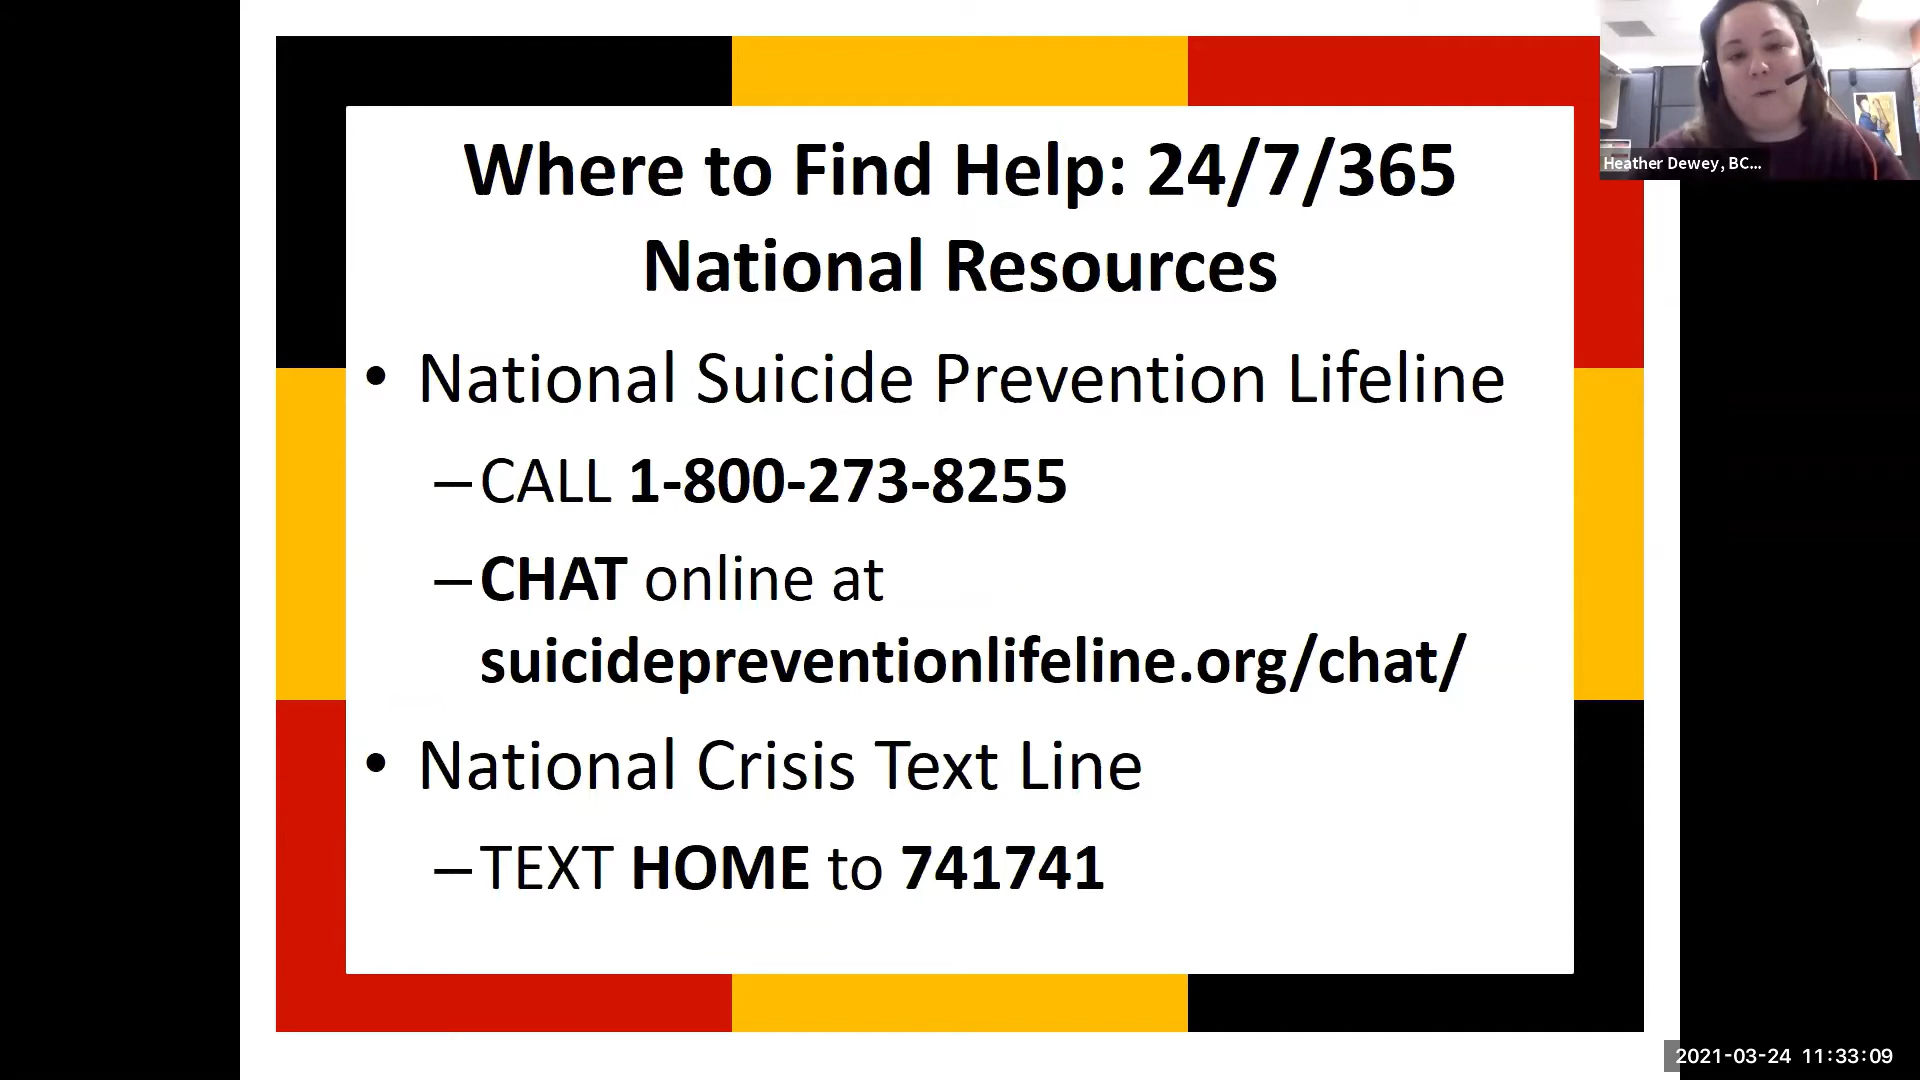 Where to Find Help: 24/7/365
National Resources
• National Suicide Prevention Lifeline
–CALL 1-800-273-8255
–CHAT online at
suicidepreventionlifeline.org/chat/
• National Crisis Text Line
–TEXT HOME to 741741
Heather Dewey, BC...
2021-03-24 11:33:09